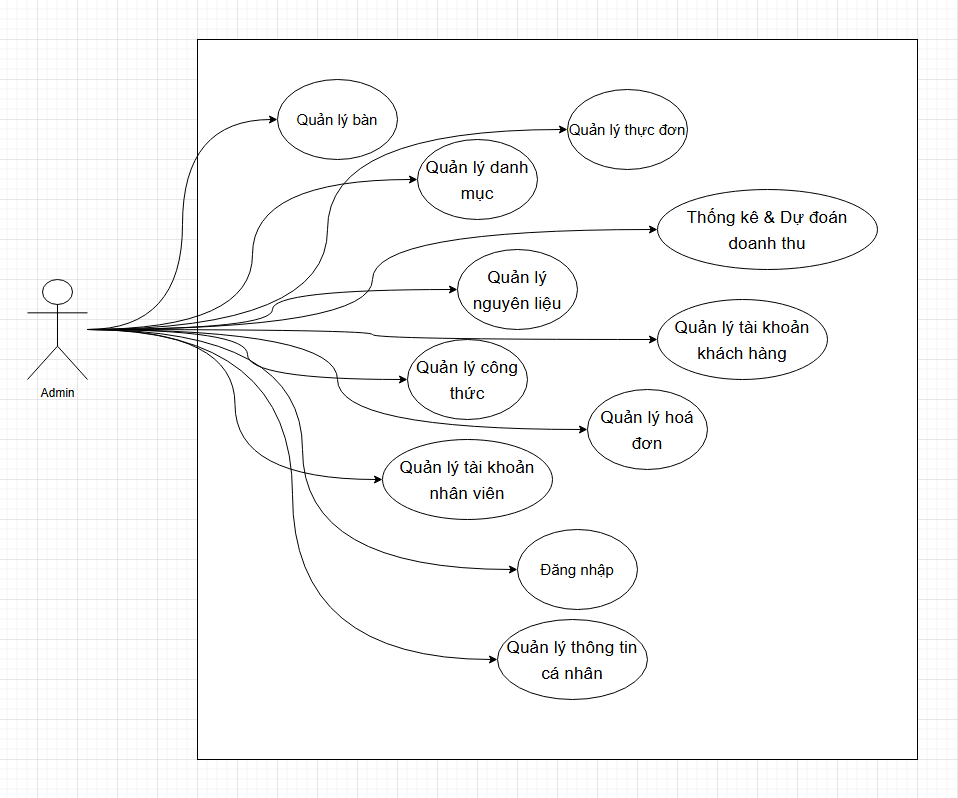 Quản lý bàn
Quản lý thực đơn
Quản lý danh
mục
Thống kê & Dự đoán
doanh thu
Quản lý
nguyên liệu
Quản lý tài khoản
khách hàng
Quản lý công
thức
Quản lý hoá
đơn
Admin
Quản lý tài khoản
nhân viên
Đăng nhập
Quản lý thông tin
cá nhân